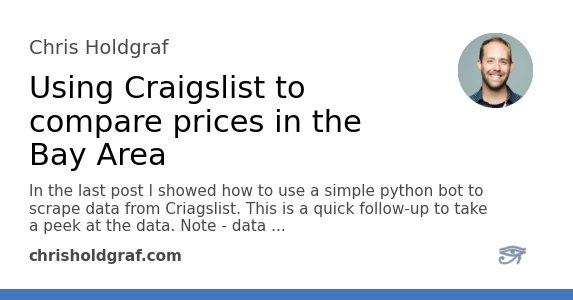 Chris Holdgraf
Using Craigslist to
compare prices in the
Bay Area
In the last post I showed how to use a simple python bot to
scrape data from Criagslist. This is a quick follow-up to take
a peek at the data. Note - data ...
chrisholdgraf.com